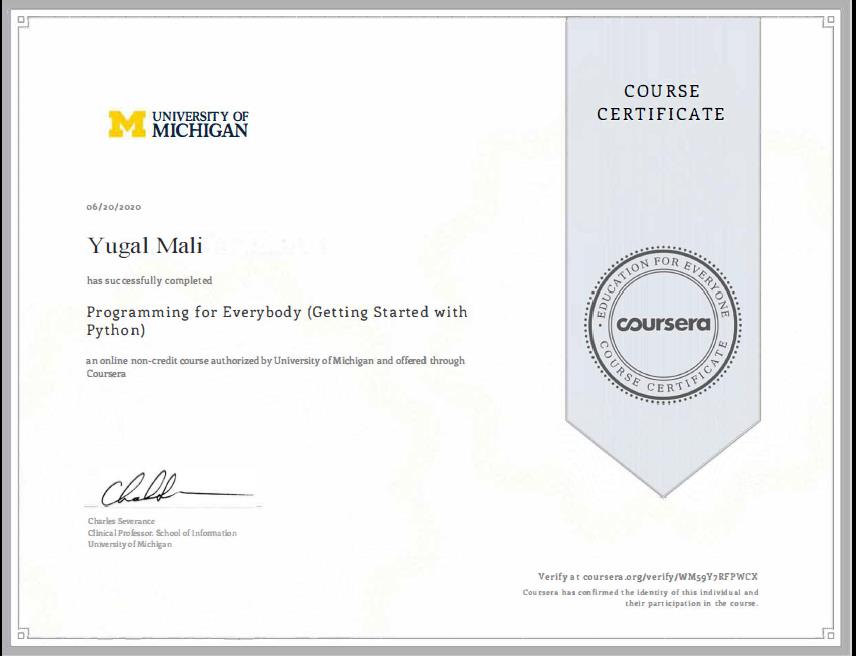 COURSE
CERTIFICATE
UNIVERSITY OF
MICHIGAN
06/20/2020
Yugal Mali
has successfully completed
Programming for Everybody (Getting Started with
Python)
an online non-credit course authorized by University of Michigan and offered through
Coursera
EDUCATION FOR EVERYONE
coursera
COURSE CERTIFICATE
Charles Severance
Clinical Professor, School of Information
University of Michigan
Verify at coursera.org/verify/WM59Y7RFPWCX
Coursera has confirmed the identity of this individual and
their participation in the course.